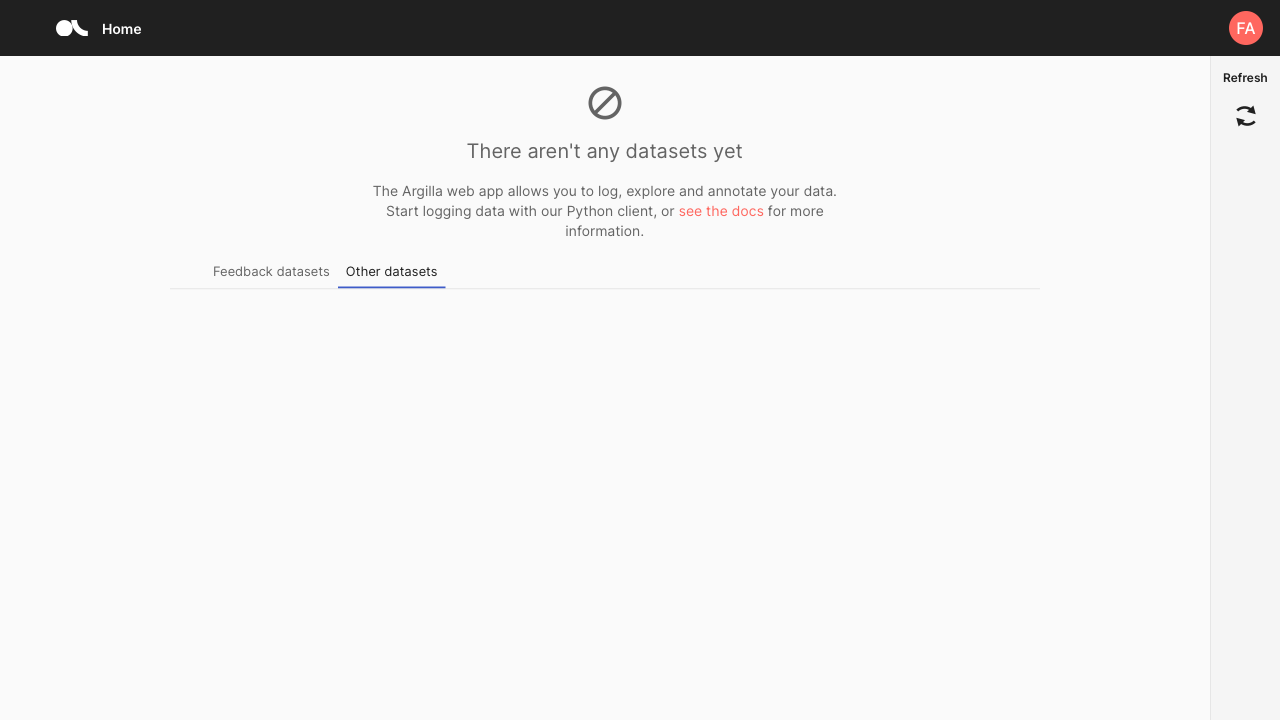 Home
FA
Refresh
There aren't any datasets yet
The Argilla web app allows you to log, explore and annotate your data.
Start logging data with our Python client, or see the docs for more
information.
Feedback datasets
Other datasets